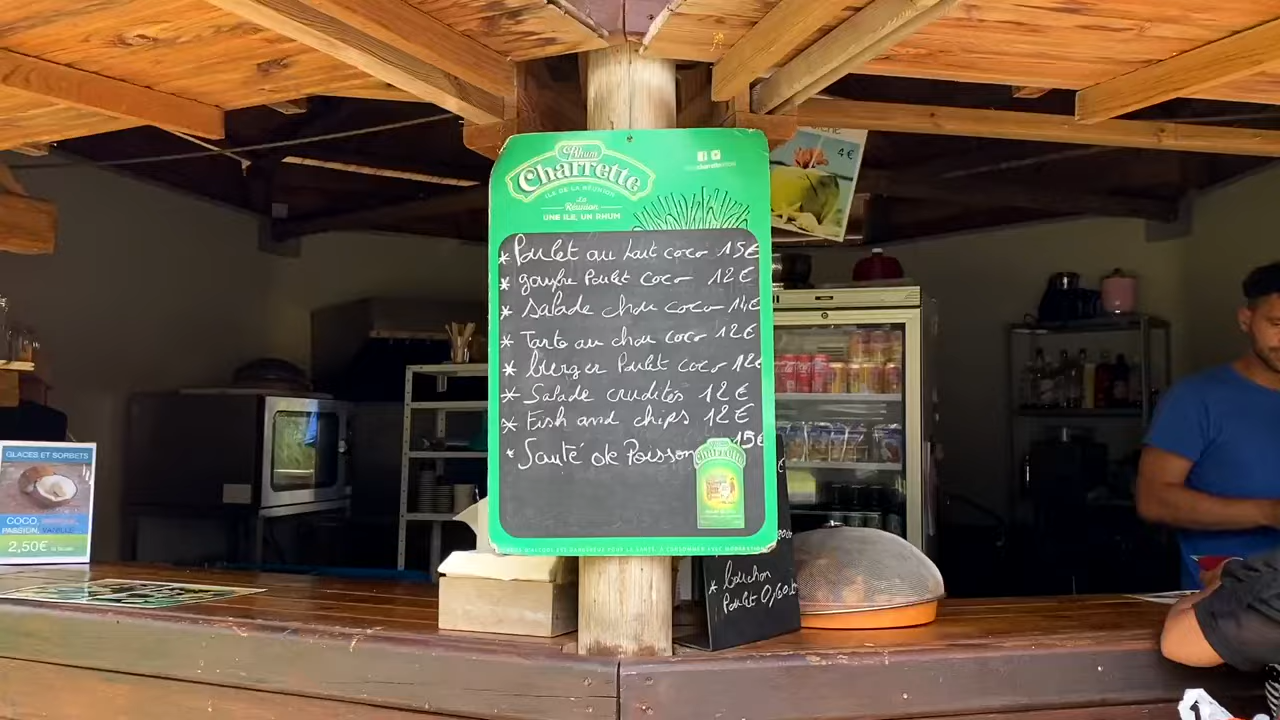 Rhum
Charrette
ILE DE LA RÉUNION
La
Réunion
UNE ILE, UN RHUM
* Poulet au lait coco 15€
* gaufre Poulet coco 12€
* salade chou coco 14€
* Tarte au chou coco 12€
* burger Poulet coco 12€
* Salade crudités 12€
* Fish and chips 12€
* Sauté de Poisson 15€
Charrette
4€
GLACES ET SORBETS
COCO,
PASSION, VANILLE
2,50€
* bouchon
Poulet 0,60